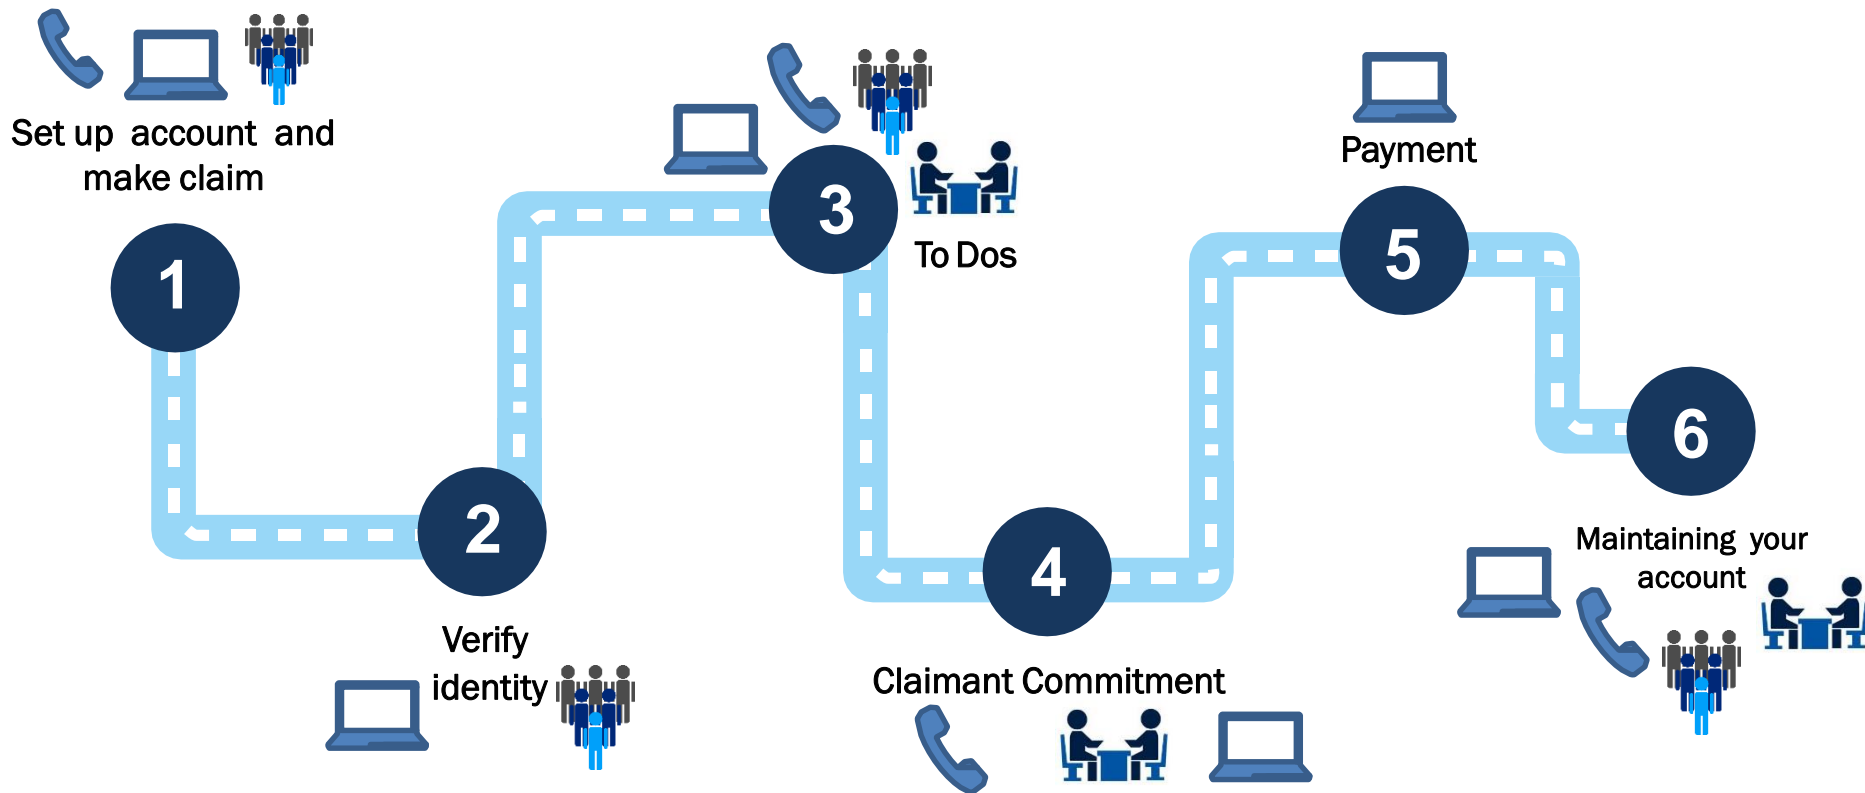 Set up account and
make claim
1
2
Verify
identity
3
To Dos
4
Claimant Commitment
Payment
5
6
Maintaining your
account